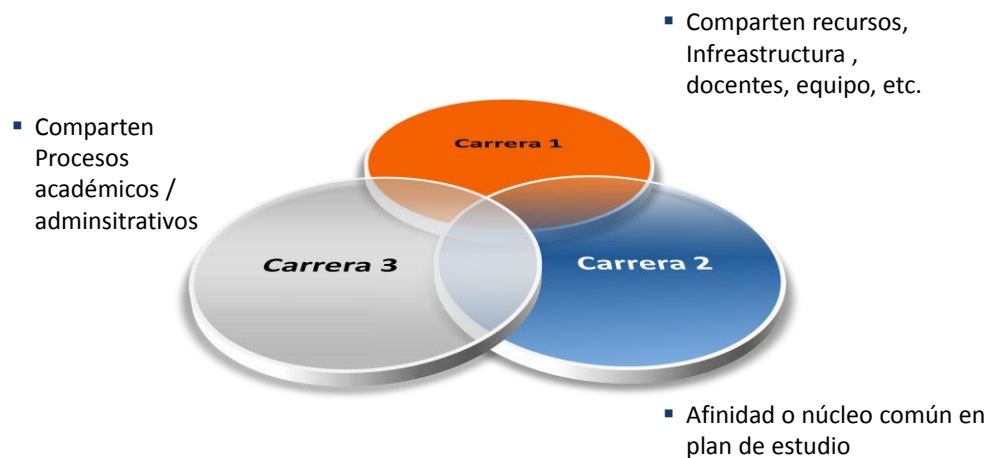 ▪ Comparten recursos,
Infreastructura ,
docentes, equipo, etc.
▪ Comparten
Procesos
académicos /
adminsitrativos
Carrera 1
Carrera 3
Carrera 2
▪ Afinidad o núcleo común en
plan de estudio